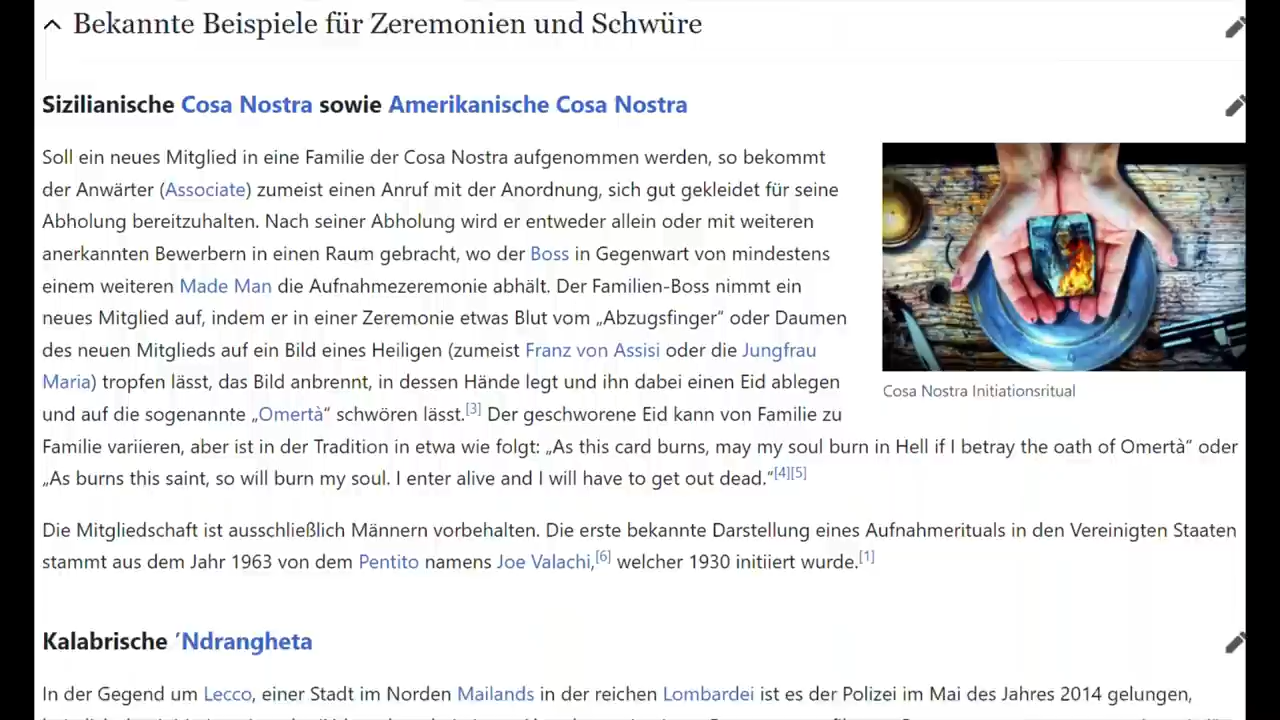 Bekannte Beispiele für Zeremonien und Schwüre
Sizilianische Cosa Nostra sowie Amerikanische Cosa Nostra
Soll ein neues Mitglied in eine Familie der Cosa Nostra aufgenommen werden, so bekommt
der Anwärter (Associate) zumeist einen Anruf mit der Anordnung, sich gut gekleidet für seine
Abholung bereitzuhalten. Nach seiner Abholung wird er entweder allein oder mit weiteren
anerkannten Bewerbern in einen Raum gebracht, wo der Boss in Gegenwart von mindestens
einem weiteren Made Man die Aufnahmezeremonie abhält. Der Familien-Boss nimmt ein
neues Mitglied auf, indem er in einer Zeremonie etwas Blut vom „Abzugsfinger“ oder Daumen
des neuen Mitglieds auf ein Bild eines Heiligen (zumeist Franz von Assisi oder die Jungfrau
Maria) tropfen lässt, das Bild anbrennt, in dessen Hände legt und ihn dabei einen Eid ablegen
und auf die sogenannte „Omertà“ schwören lässt.[3] Der geschworene Eid kann von Familie zu
Familie variieren, aber ist in der Tradition in etwa wie folgt: „As this card burns, may my soul burn in Hell if I betray the oath of Omertà“ oder
„As burns this saint, so will burn my soul. I enter alive and I will have to get out dead.“[4][5]
Cosa Nostra Initiationsritual
Die Mitgliedschaft ist ausschließlich Männern vorbehalten. Die erste bekannte Darstellung eines Aufnahmerituals in den Vereinigten Staaten
stammt aus dem Jahr 1963 von dem Pentito namens Joe Valachi,[6] welcher 1930 initiiert wurde.[1]
Kalabrische ’Ndrangheta
In der Gegend um Lecco, einer Stadt im Norden Mailands in der reichen Lombardei ist es der Polizei im Mai des Jahres 2014 gelungen,